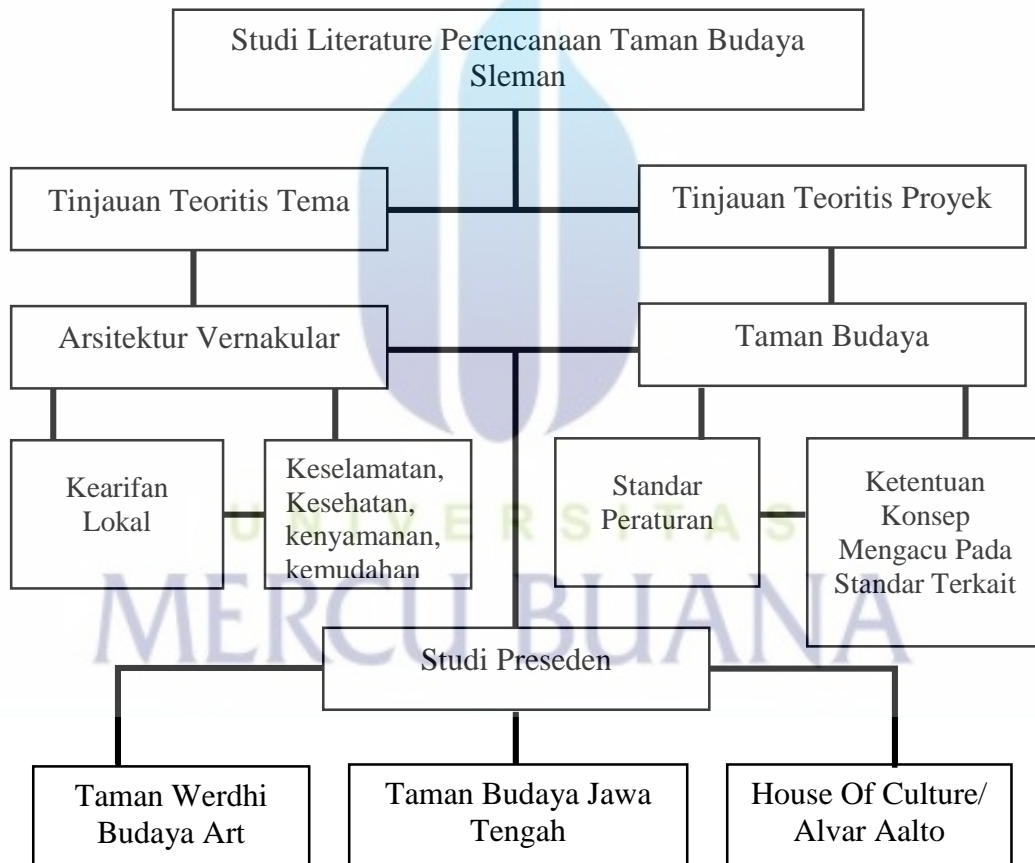 Studi Literature Perencanaan Taman Budaya
Sleman
Tinjauan Teoritis Tema
Tinjauan Teoritis Proyek
Arsitektur Vernakular
Taman Budaya
Kearifan
Lokal
Keselamatan,
Kesehatan,
kenyamanan,
kemudahan
Standar
Peraturan
Ketentuan
Konsep
Mengacu Pada
Standar Terkait
UNIVERSITAS
MERCU BUANA
Studi Preseden
Taman Werdhi
Budaya Art
Taman Budaya Jawa
Tengah
House Of Culture/
Alvar Aalto